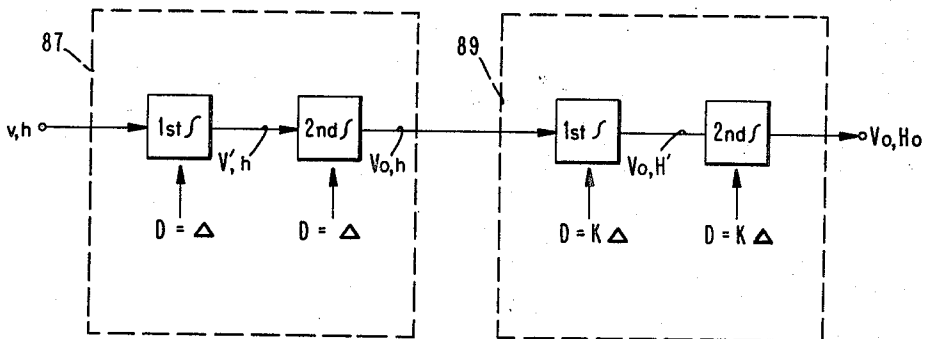 87
89
v,h
1st ∫
V',h
2nd ∫
Vo,h
1st ∫
Vo,H'
2nd ∫
Vo,Ho
D = Δ
D = Δ
D = K Δ
D = K Δ